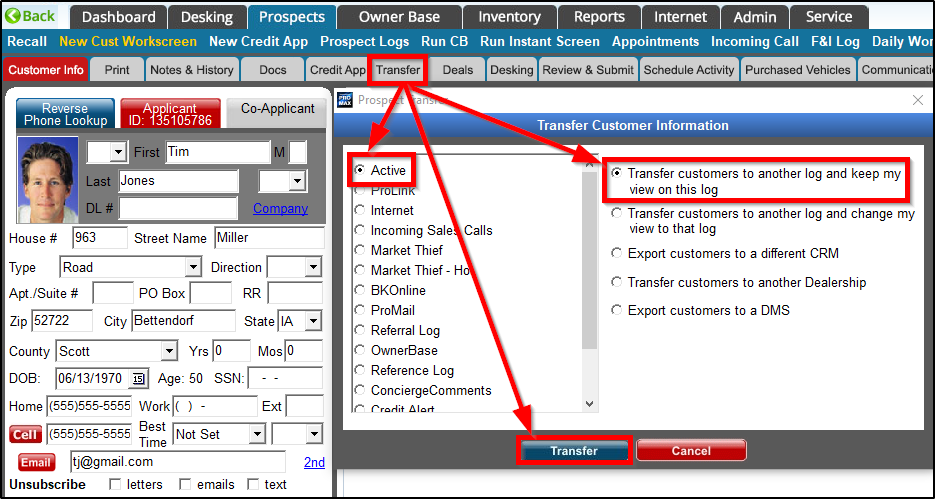 Back
Dashboard Desking Prospects Owner Base Inventory Reports Internet Admin Service
Recall New Cust Workscreen New Credit App Prospect Logs Run CB Run Instant Screen Appointments Incoming Call F&I Log Daily Wor
Customer Info Print Notes & History Docs Credit App Transfer Deals Desking Review & Submit Schedule Activity Purchased Vehicles Communicati
Reverse
Phone Lookup
Applicant
ID: 135105786
Co-Applicant
First Tim M
Last Jones
DL # Company
House # 963 Street Name Miller
Type Road Direction
Apt./Suite # PO Box RR
Zip 52722 City Bettendorf State IA
County Scott Yrs 0 Mos 0
DOB: 06/13/1970 15 Age: 50 SSN: - -
Home (555)555-5555 Work ( ) - Ext
Cell (555)555-5555 Best
Time Not Set
Email tj@gmail.com 2nd
Unsubscribe letters emails text
PRO
MAX
Prospect
Transfer Customer Information
Active
ProLink
Internet
Incoming Sales Calls
Market Thief
Market Thief - Ho
BKOnline
ProMail
Referral Log
OwnerBase
Reference Log
ConciergeComments
Credit Alert
Transfer customers to another log and keep my
view on this log
Transfer customers to another log and change my
view to that log
Export customers to a different CRM
Transfer customers to another Dealership
Export customers to a DMS
Transfer Cancel